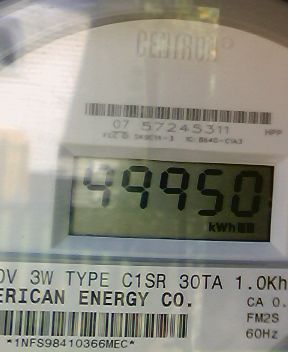 CENTRON
07 57245311 HPP
49950
kWh
0V 3W TYPE C1SR 30TA 1.0Kh
ERICAN ENERGY CO.
CA 0.
FM2S
60Hz
*1NFS98410366MEC*